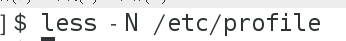 ]$ less -N /etc/profile